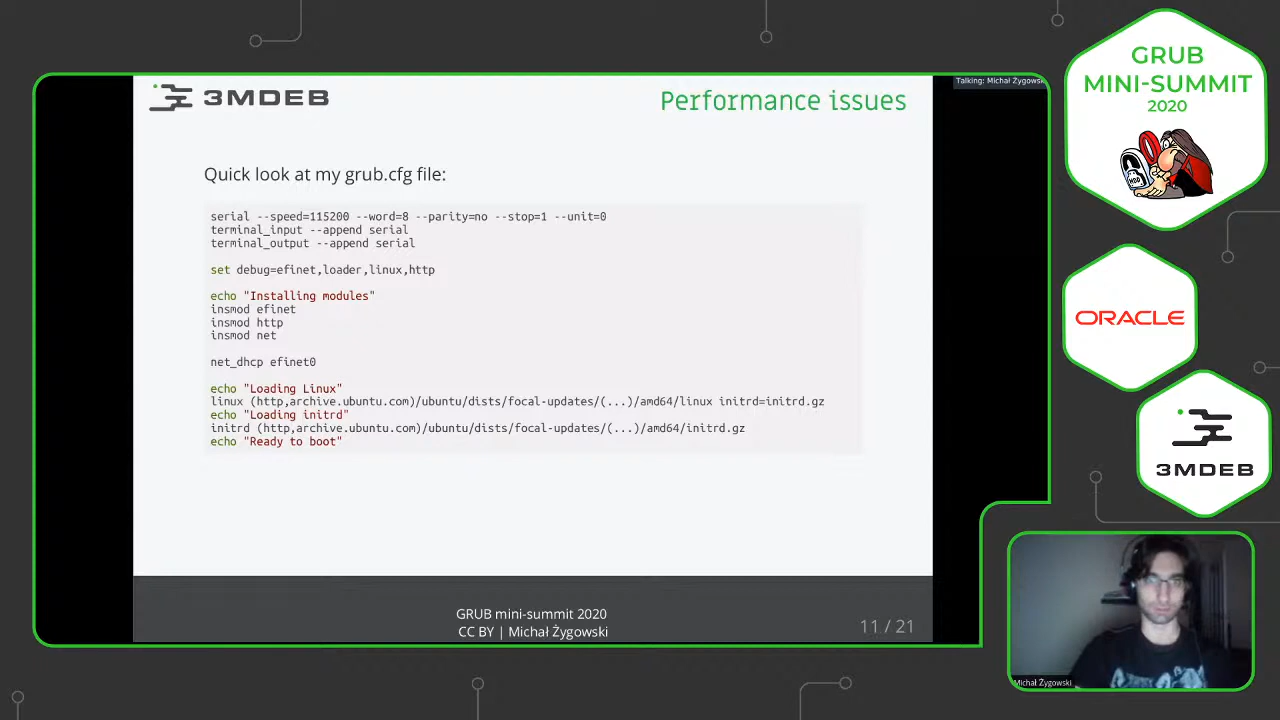 3MDEB
Performance issues
Talking: Michał Żygowski
Quick look at my grub.cfg file:
serial --speed=115200 --word=8 --parity=no --stop=1 --unit=0
terminal_input --append serial
terminal_output --append serial
set debug=efinet,loader,linux,http
echo "Installing modules"
insmod efinet
insmod http
insmod net
net_dhcp efinet0
echo "Loading Linux"
linux (http,archive.ubuntu.com)/ubuntu/dists/focal-updates/(...)/amd64/linux initrd=initrd.gz
echo "Loading initrd"
initrd (http,archive.ubuntu.com)/ubuntu/dists/focal-updates/(...)/amd64/initrd.gz
echo "Ready to boot"
GRUB mini-summit 2020
CC BY | Michał Żygowski
11 / 21
GRUB
MINI-SUMMIT
2020
ORACLE
3MDEB
Michał Żygowski